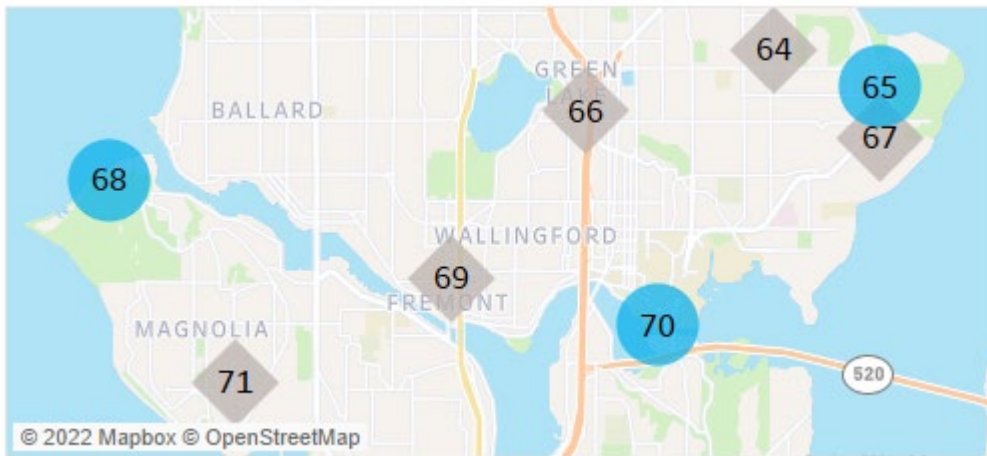 64
65
GREEN
LAKE
66
BALLARD
67
68
WALLINGFORD
69
FREMONT
70
MAGNOLIA
71
520
© 2022 Mapbox © OpenStreetMap